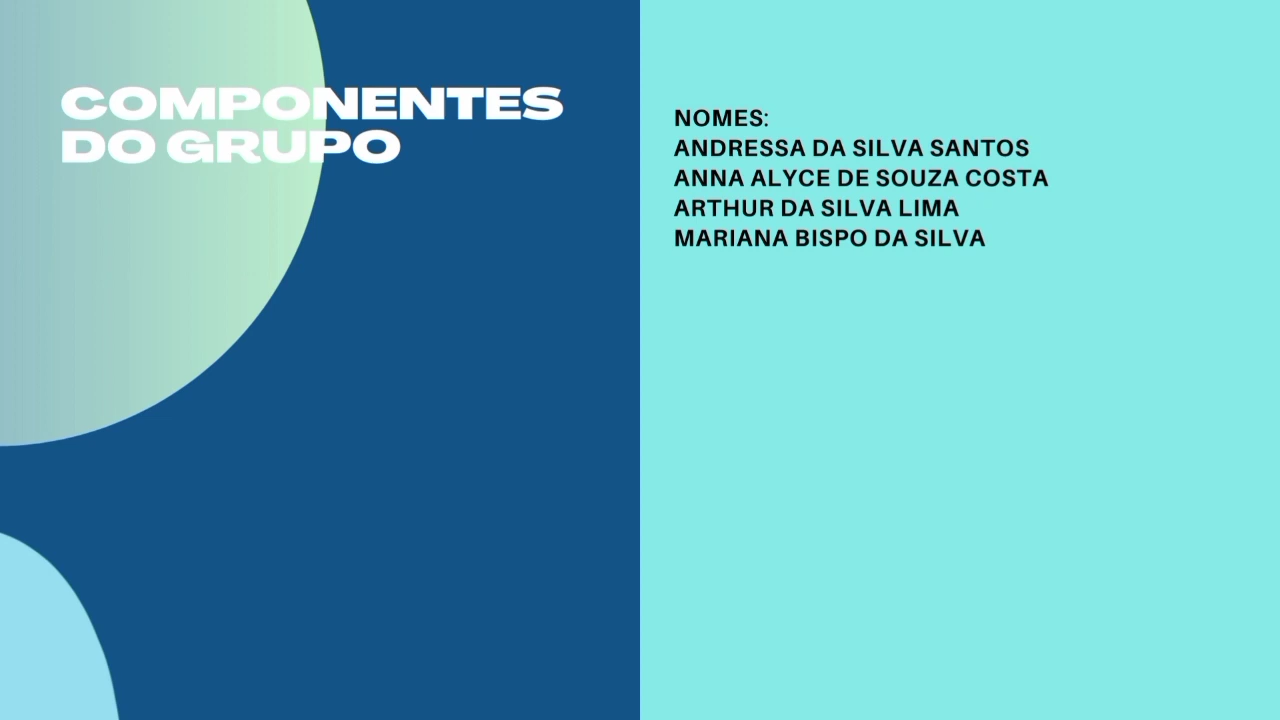 COMPONENTES
DO GRUPO
NOMES:
ANDRESSA DA SILVA SANTOS
ANNA ALYCE DE SOUZA COSTA
ARTHUR DA SILVA LIMA
MARIANA BISPO DA SILVA